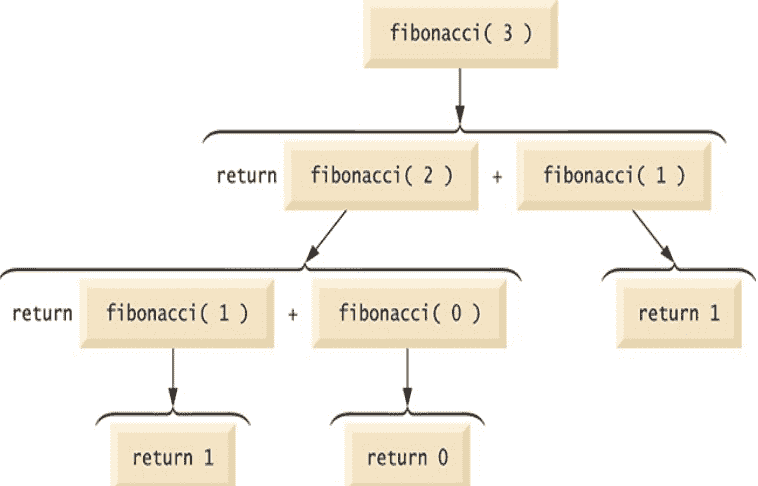 fibonacci( 3 )
return fibonacci( 2 ) + fibonacci( 1 )
return fibonacci( 1 ) + fibonacci( 0 ) return 1
return 1 return 0